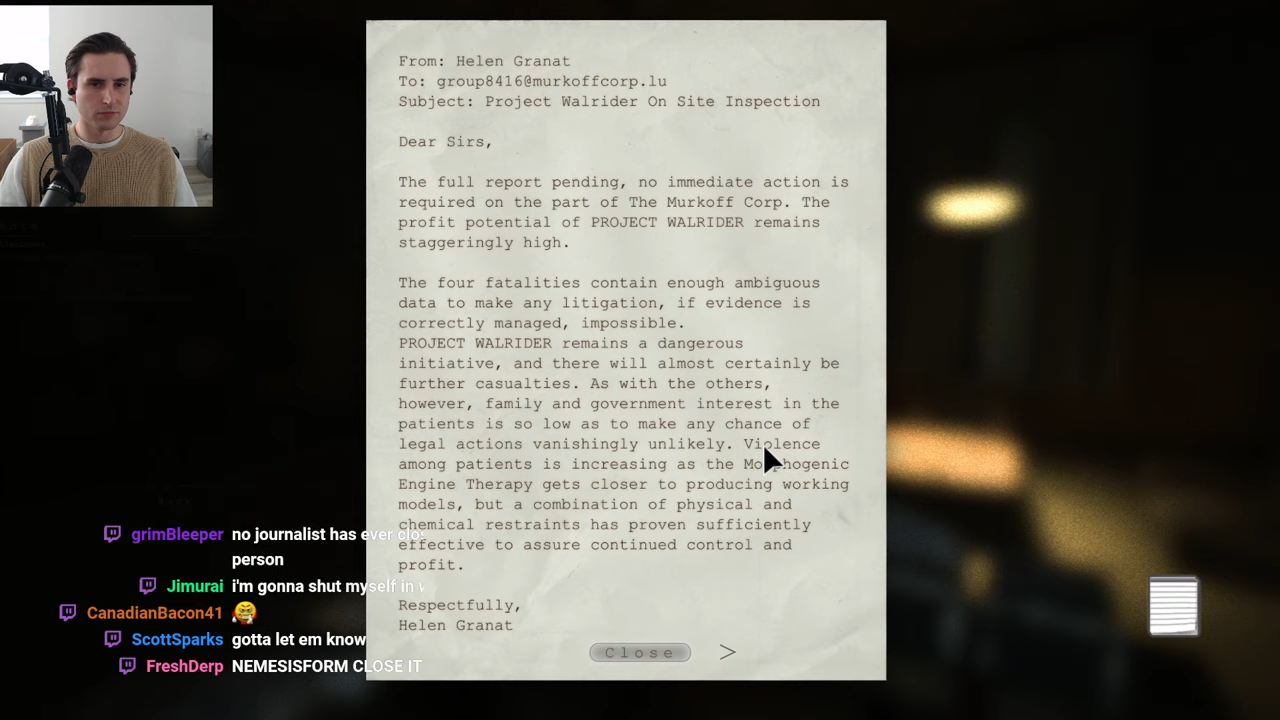 From: Helen Granat
To: group8416@murkoffcorp.lu
Subject: Project Walrider On Site Inspection
Dear Sirs,
The full report pending, no immediate action is
required on the part of The Murkoff Corp. The
profit potential of PROJECT WALRIDER remains
staggeringly high.
The four fatalities contain enough ambiguous
data to make any litigation, if evidence is
correctly managed, impossible.
PROJECT WALRIDER remains a dangerous
initiative, and there will almost certainly be
further casualties. As with the others,
however, family and government interest in the
patients is so low as to make any chance of
legal actions vanishingly unlikely. Violence
among patients is increasing as the Morphogenic
Engine Therapy gets closer to producing working
models, but a combination of physical and
chemical restraints has proven sufficiently
effective to assure continued control and
profit.
Respectfully,
Helen Granat
Close >
grimBleeper no journalist has ever
person
Jimurai i'm gonna shut myself in
CanadianBacon41
ScottSparks gotta let em know
FreshDerp NEMESISFORM CLOSE IT